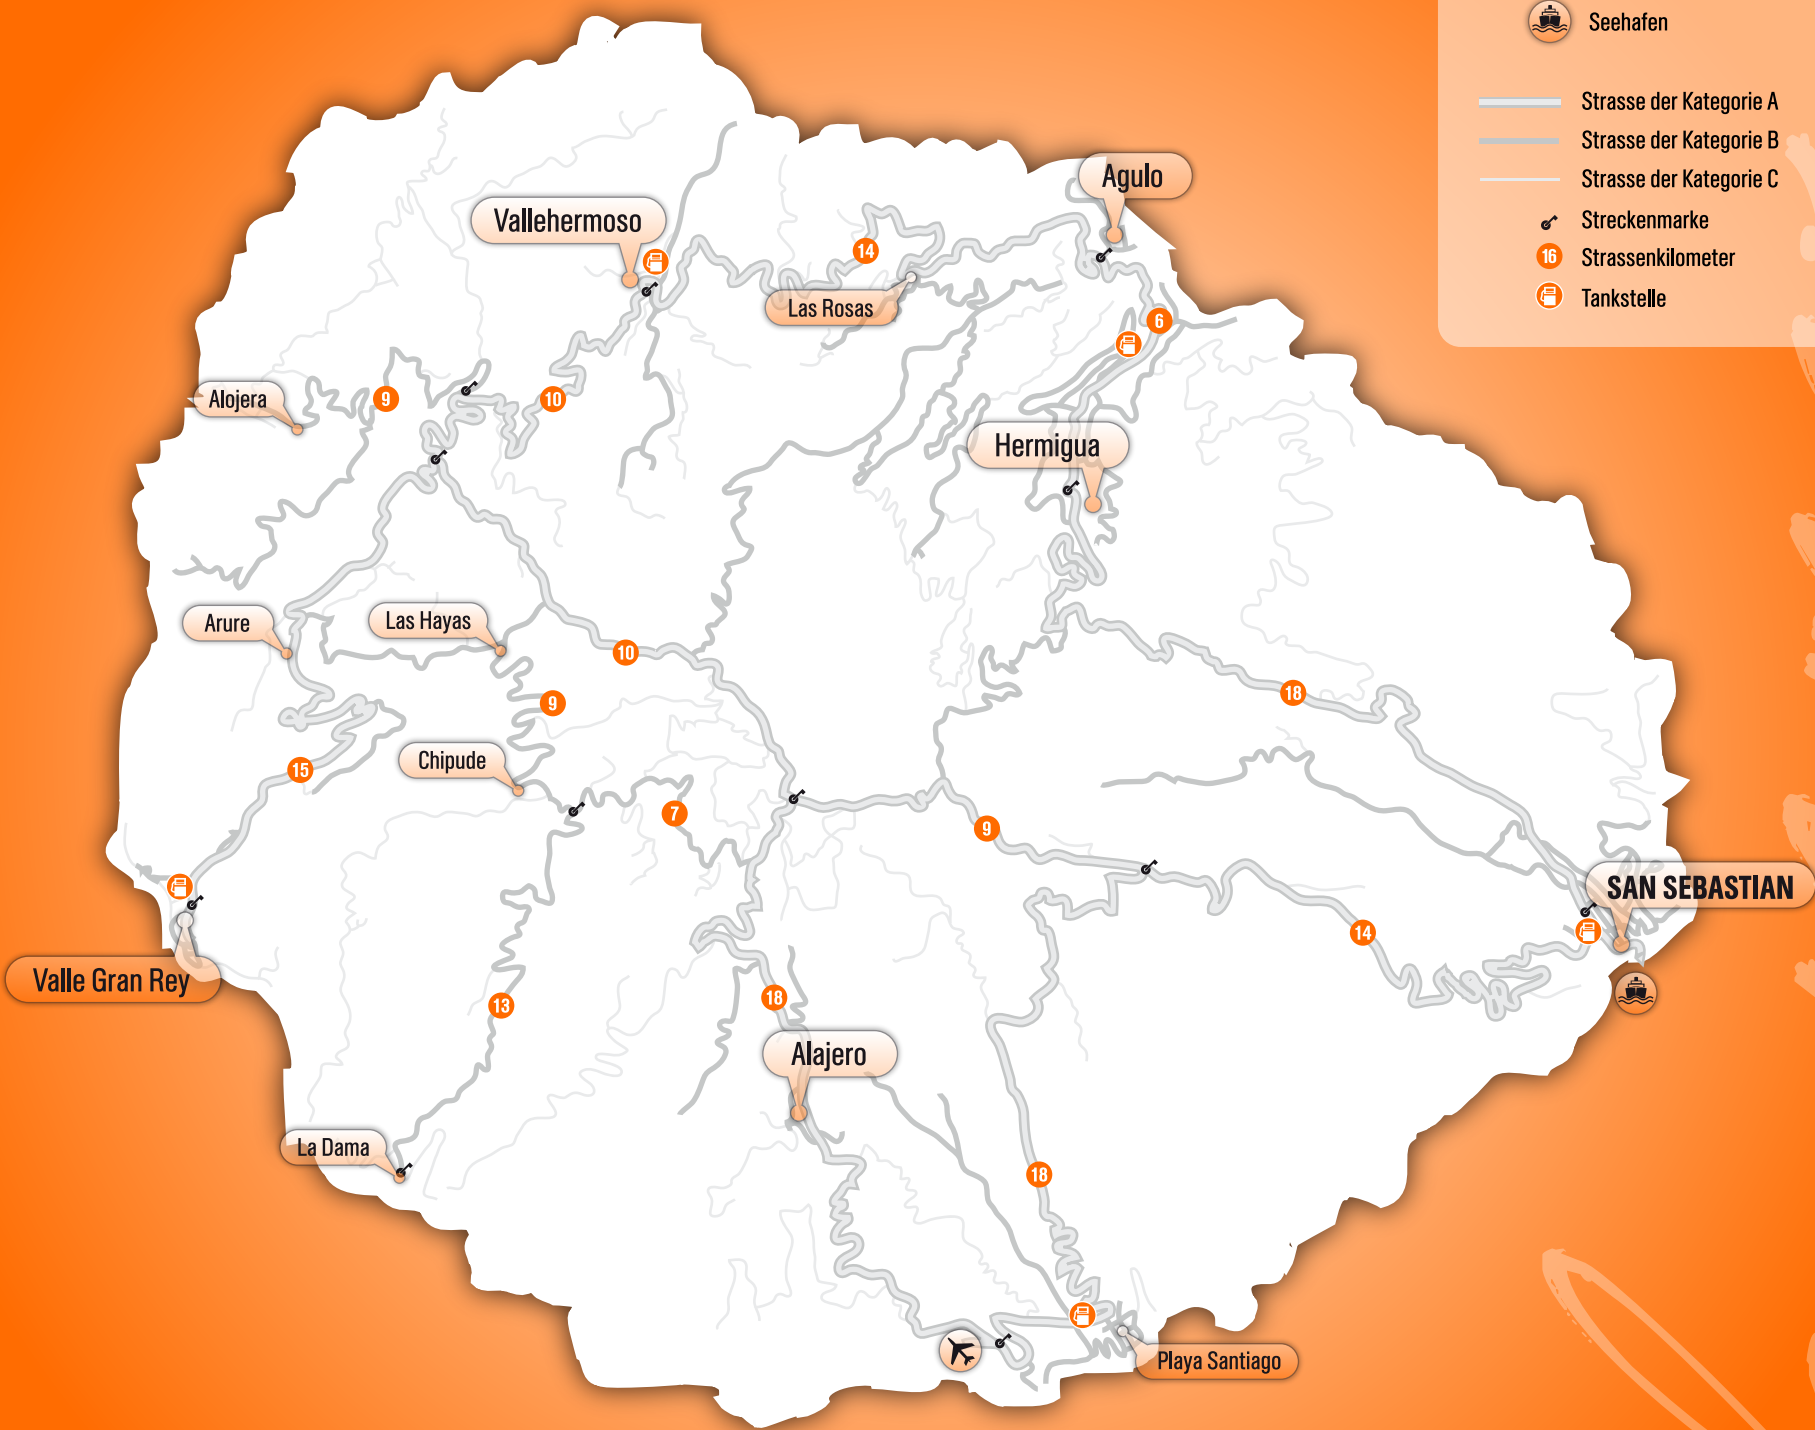 Seehafen
Strasse der Kategorie A
Strasse der Kategorie B
Strasse der Kategorie C
Streckenmarke
16 Strassenkilometer
Tankstelle
Agulo
Vallehermoso
14
Las Rosas
6
Alojera
9
10
Hermigua
Arure
Las Hayas
10
9
18
Chipude
15
7
9
SAN SEBASTIAN
14
Valle Gran Rey
13
18
Alajero
La Dama
18
Playa Santiago